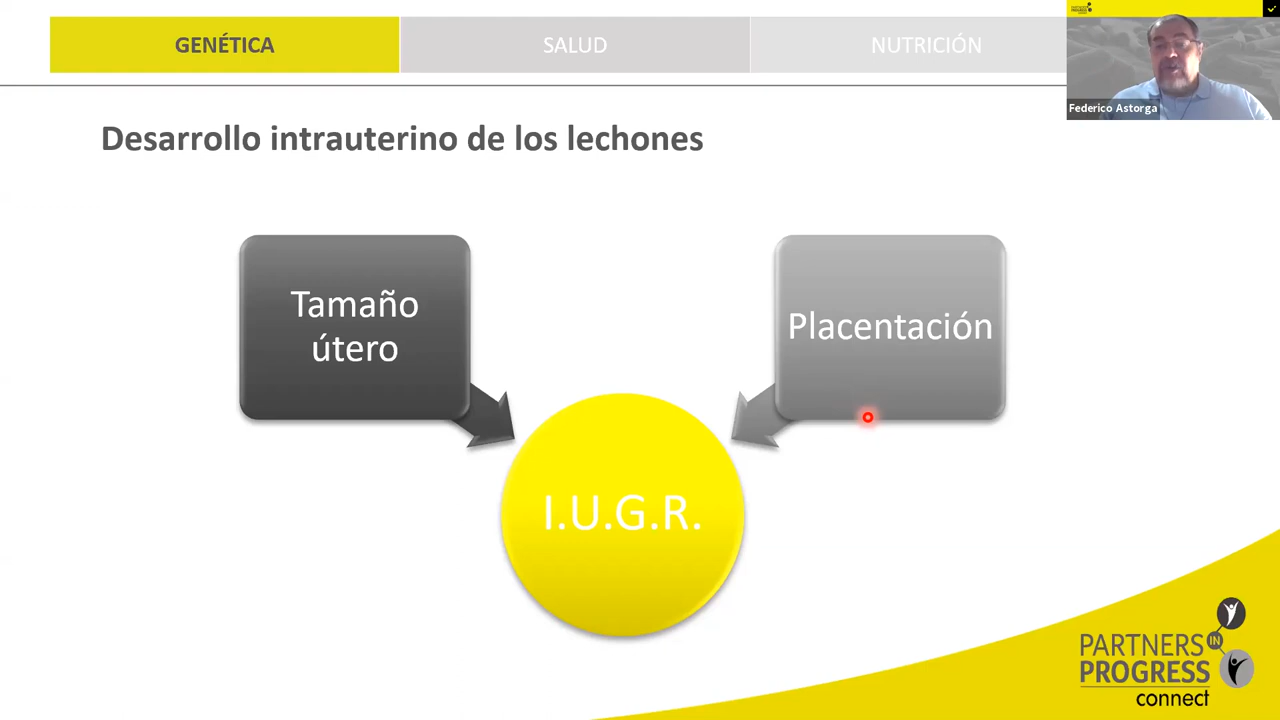 GENÉTICA
SALUD
NUTRICIÓN
Federico Astorga
Desarrollo intrauterino de los lechones
Tamaño
útero
Placentación
I.U.G.R.
PARTNERS
IN
PROGRESS
connect